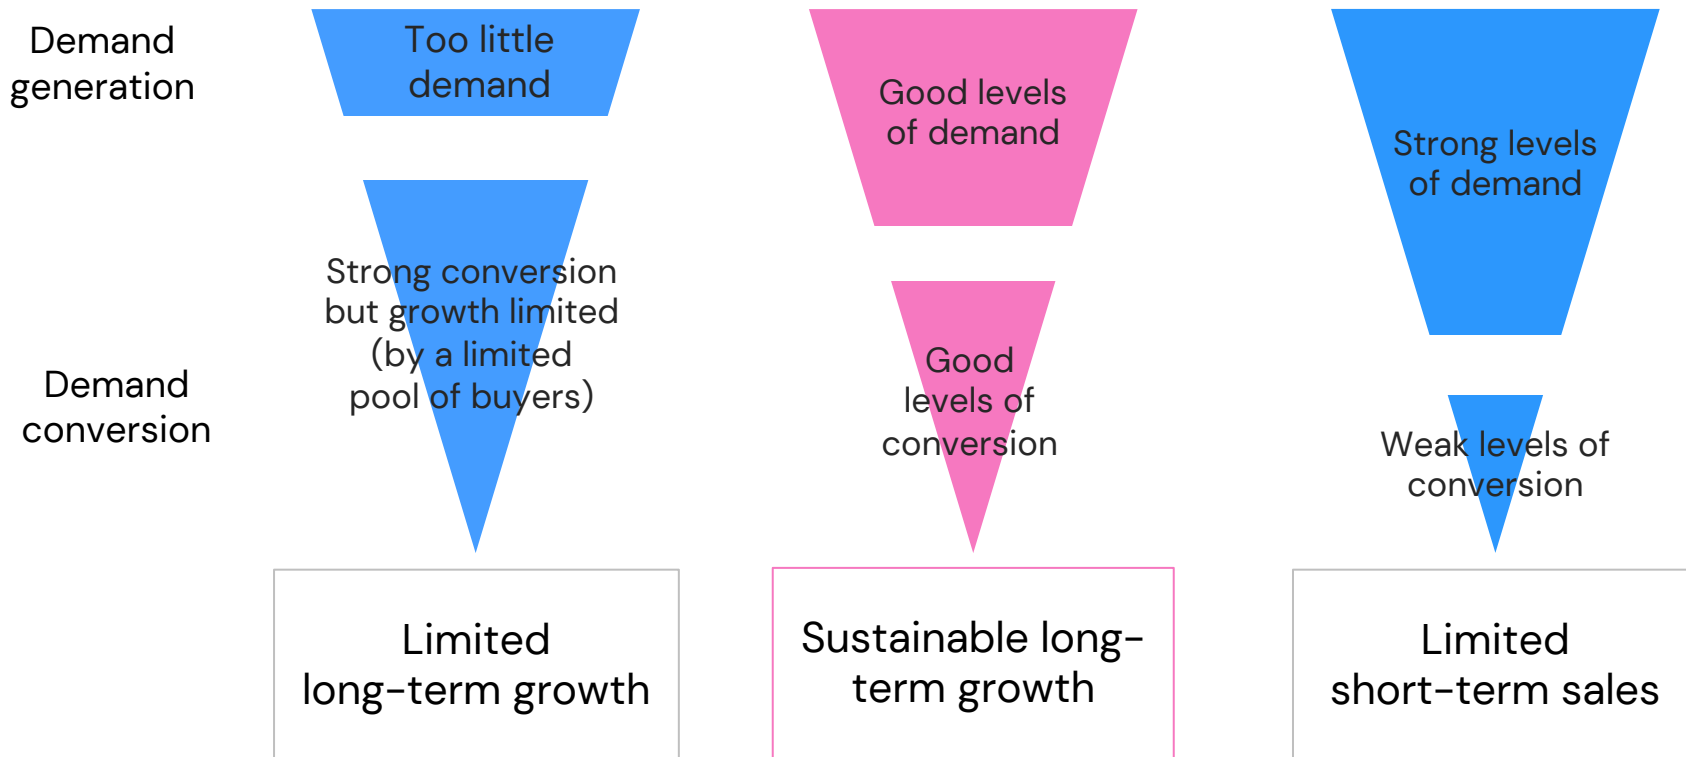 Demand
generation
Too little
demand
Good levels
of demand
Strong levels
of demand
Demand
conversion
Strong conversion
but growth limited
(by a limited
pool of buyers)
Good
levels of
conversion
Weak levels of
conversion
Limited
long-term growth
Sustainable long-
term growth
Limited
short-term sales